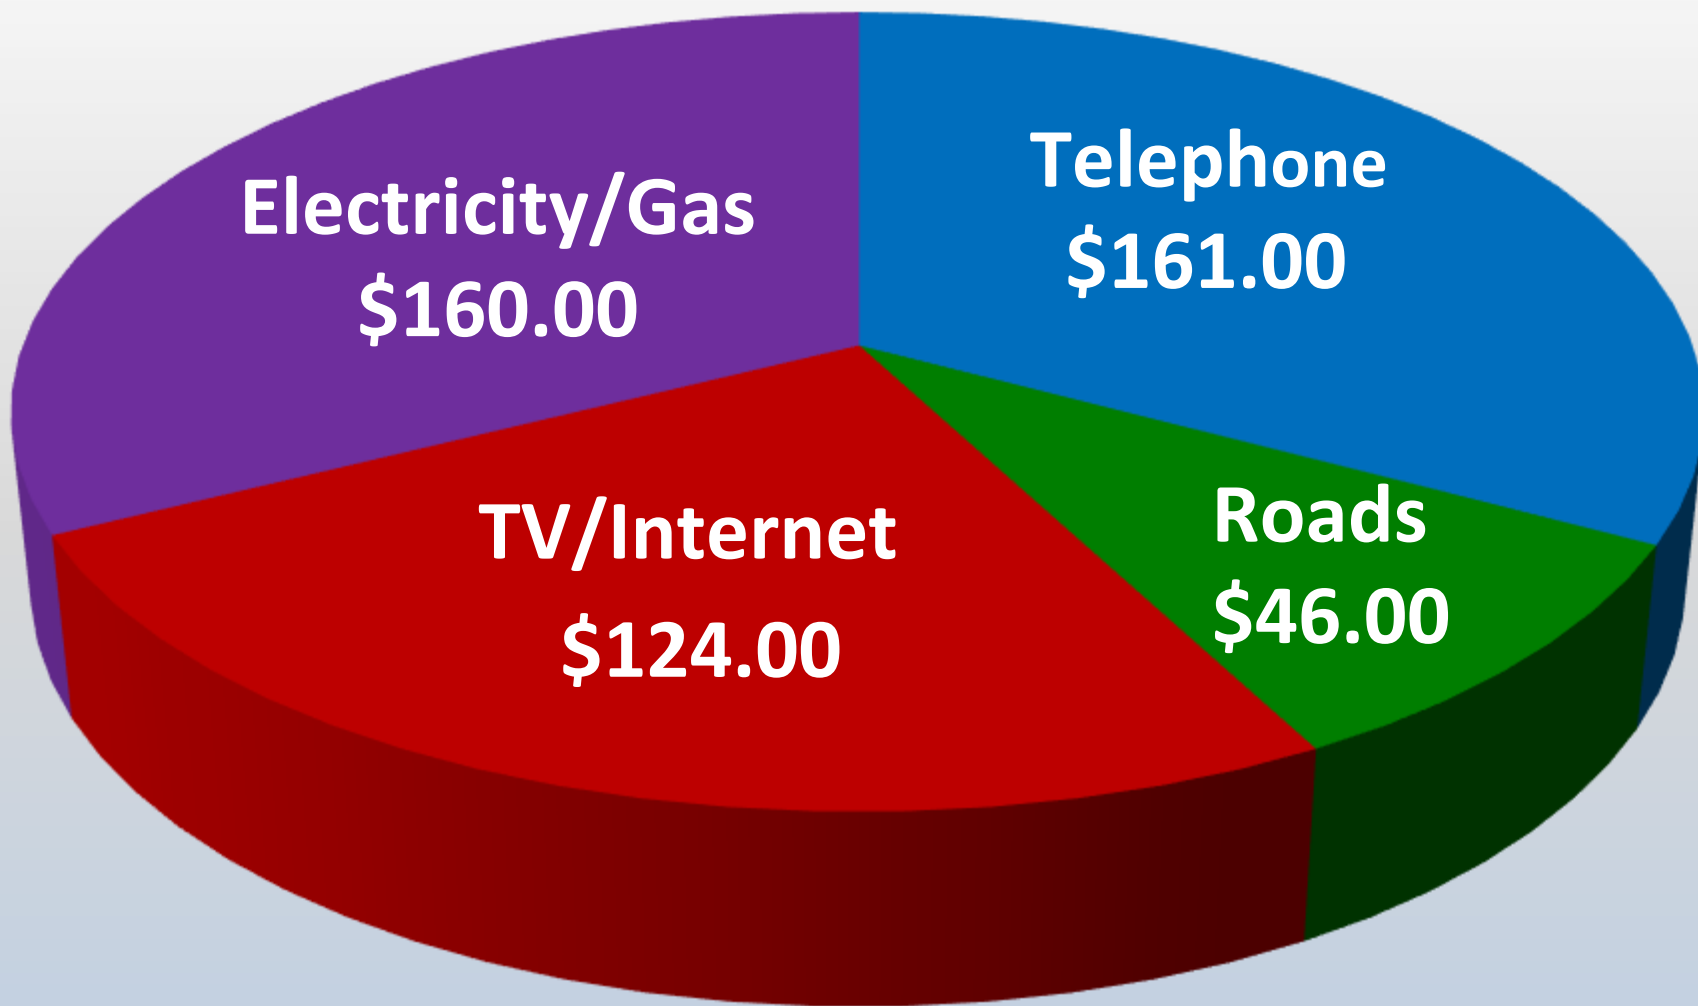 Electricity/Gas
$160.00
Telephone
$161.00
TV/Internet
$124.00
Roads
$46.00